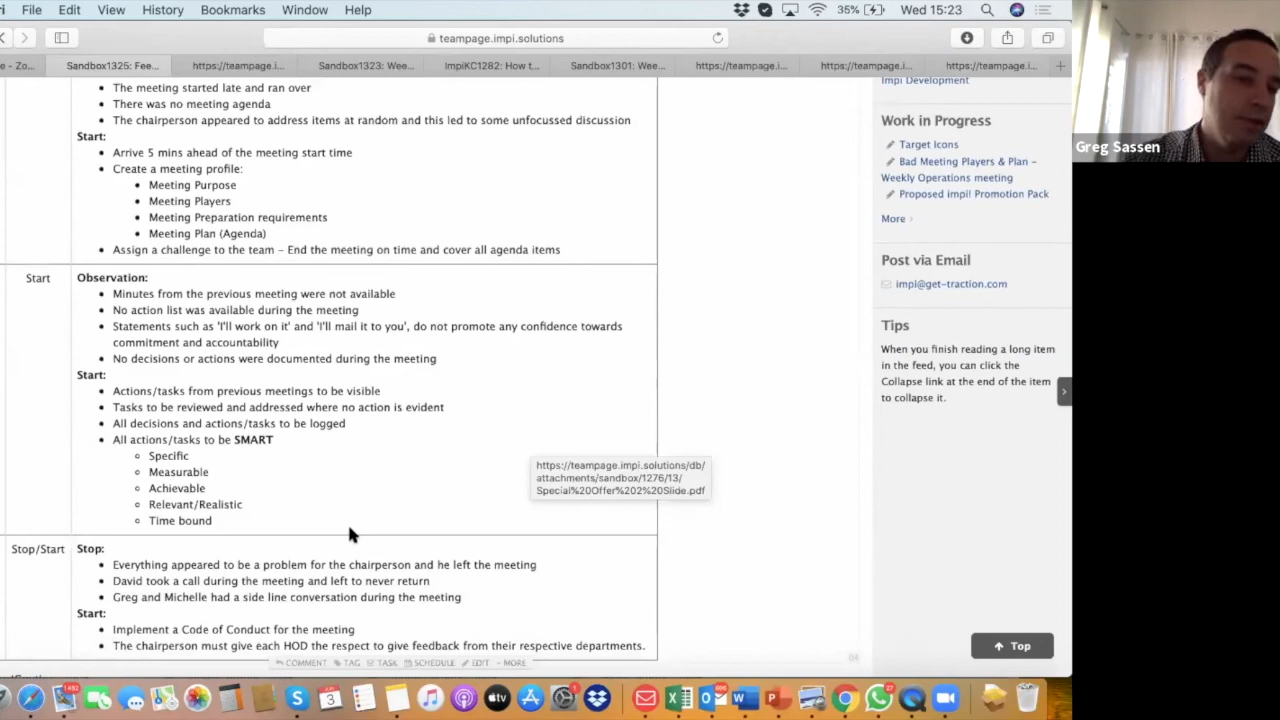 File Edit View History Bookmarks Window Help
35% Wed 15:23
teampage.impi.solutions
e - Zo...
Sandbox1325: Fee...
https://teampage.i...
Sandbox1323: Wee...
ImpiKC1282: How t...
Sandbox1301: Wee...
https://teampage.i...
https://teampage.i...
https://teampage.i...
The meeting started late and ran over
There was no meeting agenda
The chairperson appeared to address items at random and this led to some unfocussed discussion
Start:
Arrive 5 mins ahead of the meeting start time
Create a meeting profile:
Meeting Purpose
Meeting Players
Meeting Preparation requirements
Meeting Plan (Agenda)
Assign a challenge to the team – End the meeting on time and cover all agenda items
Start
Observation:
Minutes from the previous meeting were not available
No action list was available during the meeting
Statements such as 'I'll work on it' and 'I'll mail it to you', do not promote any confidence towards
commitment and accountability
No decisions or actions were documented during the meeting
Start:
Actions/tasks from previous meetings to be visible
Tasks to be reviewed and addressed where no action is evident
All decisions and actions/tasks to be logged
All actions/tasks to be SMART
Specific
Measurable
Achievable
Relevant/Realistic
Time bound
https://teampage.impi.solutions/db/
attachments/sandbox/1276/13/
Special%20Offer%202%20Slide.pdf
Stop/Start
Stop:
Everything appeared to be a problem for the chairperson and he left the meeting
David took a call during the meeting and left to never return
Greg and Michelle had a side line conversation during the meeting
Start:
Implement a Code of Conduct for the meeting
The chairperson must give each HOD the respect to give feedback from their respective departments.
COMMENT TAG TASK SCHEDULE EDIT MORE
Impi Development
Work in Progress
Target Icons
Bad Meeting Players & Plan –
Weekly Operations meeting
Proposed impi! Promotion Pack
More
Post via Email
impi@get-traction.com
Tips
When you finish reading a long item
in the feed, you can click the
Collapse link at the end of the item
to collapse it.
Top
Greg Sassen